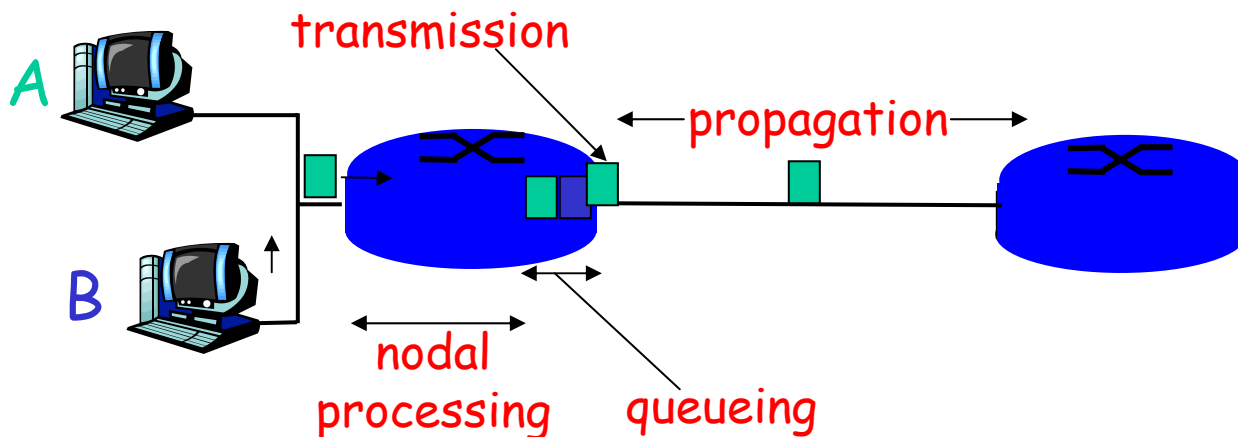 transmission
A
propagation
B
nodal
processing
queueing